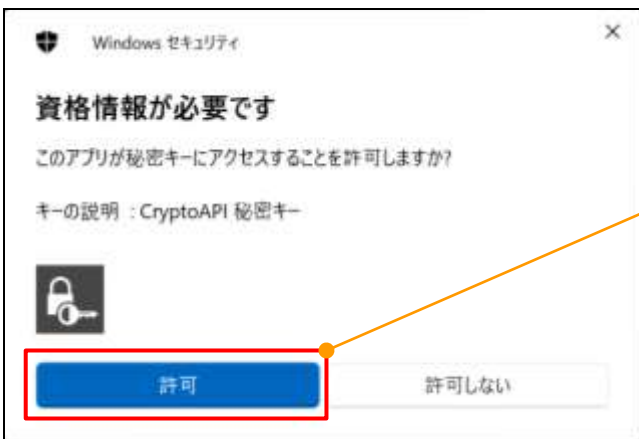 Windows セキュリティ
資格情報が必要です
このアプリが秘密キーにアクセスすることを許可しますか?
キーの説明 : CryptoAPI 秘密キー
許可
許可しない